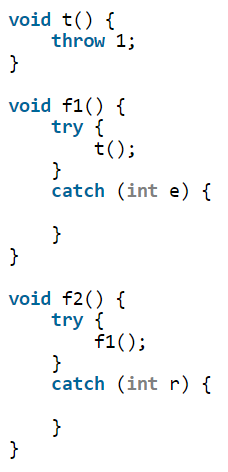 void t() {
    throw 1;
}

void f1() {
    try {
        t();
    }
    catch (int e) {

    }
}

void f2() {
    try {
        f1();
    }
    catch (int r) {

    }
}